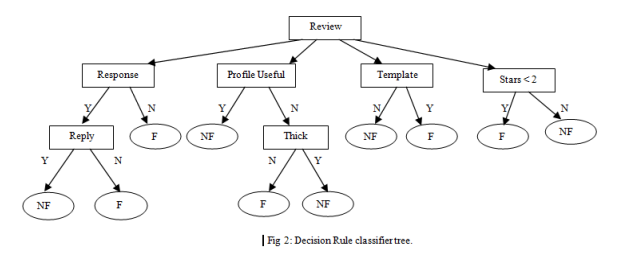 Review
Response
Profile Useful
Template
Stars < 2
Y
N
Y
N
N
Y
Y
N
Reply
F
NF
Thick
NF
F
F
NF
Y
N
N
Y
NF
F
F
NF
Fig 2: Decision Rule classifier tree.